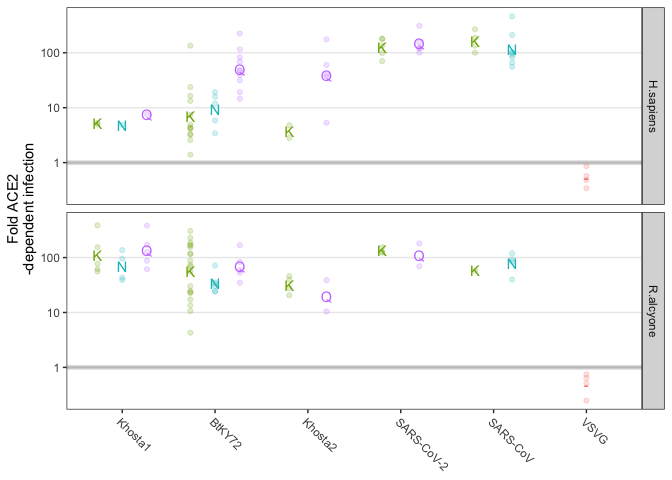 Fold ACE2
-dependent infection
100
10
1
K N Q
K N Q
K Q
K Q
K N
-
H.sapiens
100
10
1
K N Q
K N Q
K Q
K Q
K N
-
R.alcyone
Khosta1
BtKY72
Khosta2
SARS-CoV-2
SARS-CoV
VSVG